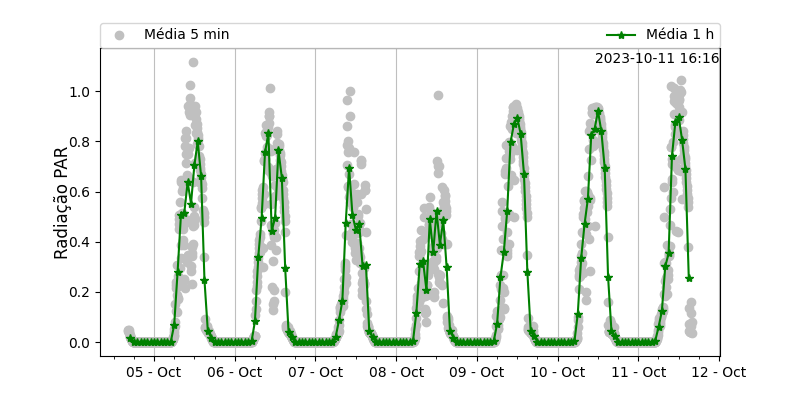 Média 5 min
Média 1 h
2023-10-11 16:16
Radiação PAR
1.0
0.8
0.6
0.4
0.2
0.0
05 - Oct
06 - Oct
07 - Oct
08 - Oct
09 - Oct
10 - Oct
11 - Oct
12 - Oct